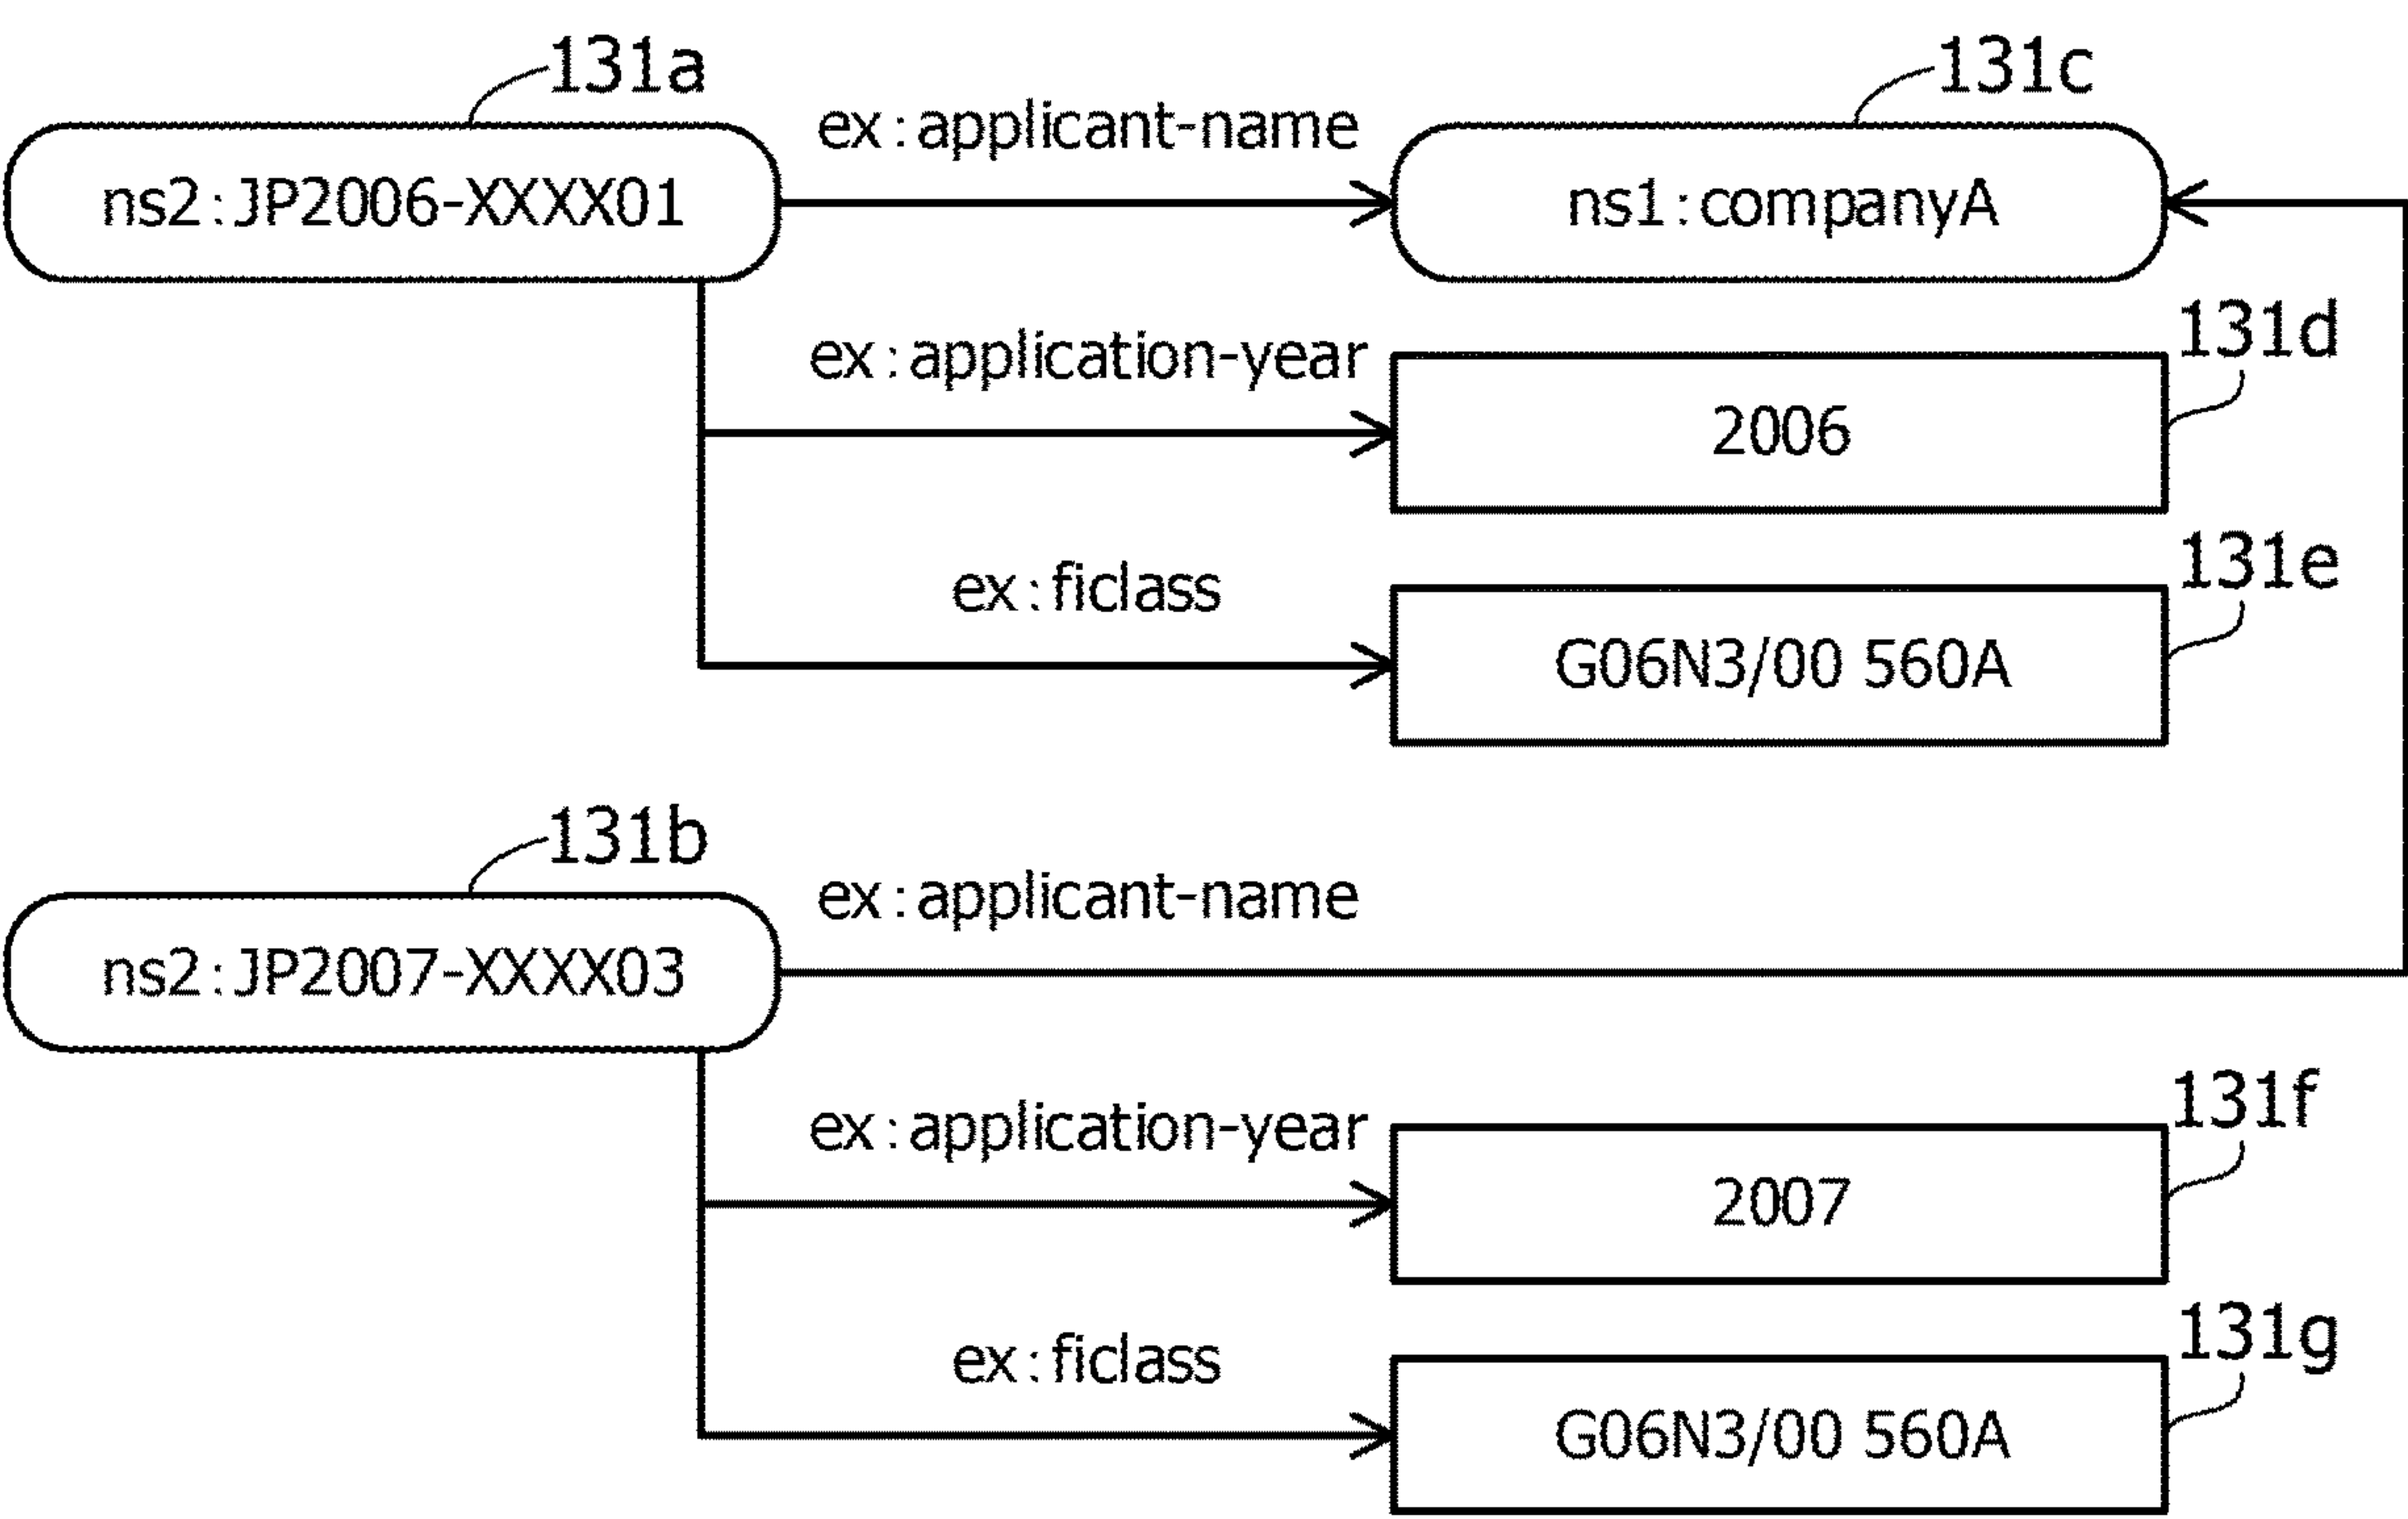 131a
131c
ex:applicant-name
ns2:JP2006-XXXX01
ns1:companyA
131d
ex:application-year
2006
131e
ex:ficlass
G06N3/00 560A
131b
ex:applicant-name
ns2:JP2007-XXXX03
131f
ex:application-year
2007
131g
ex:ficlass
G06N3/00 560A